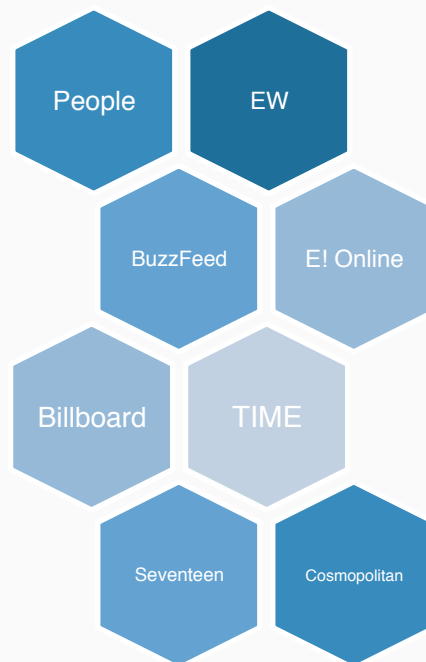 People
EW
BuzzFeed
E! Online
Billboard
TIME
Seventeen
Cosmopolitan